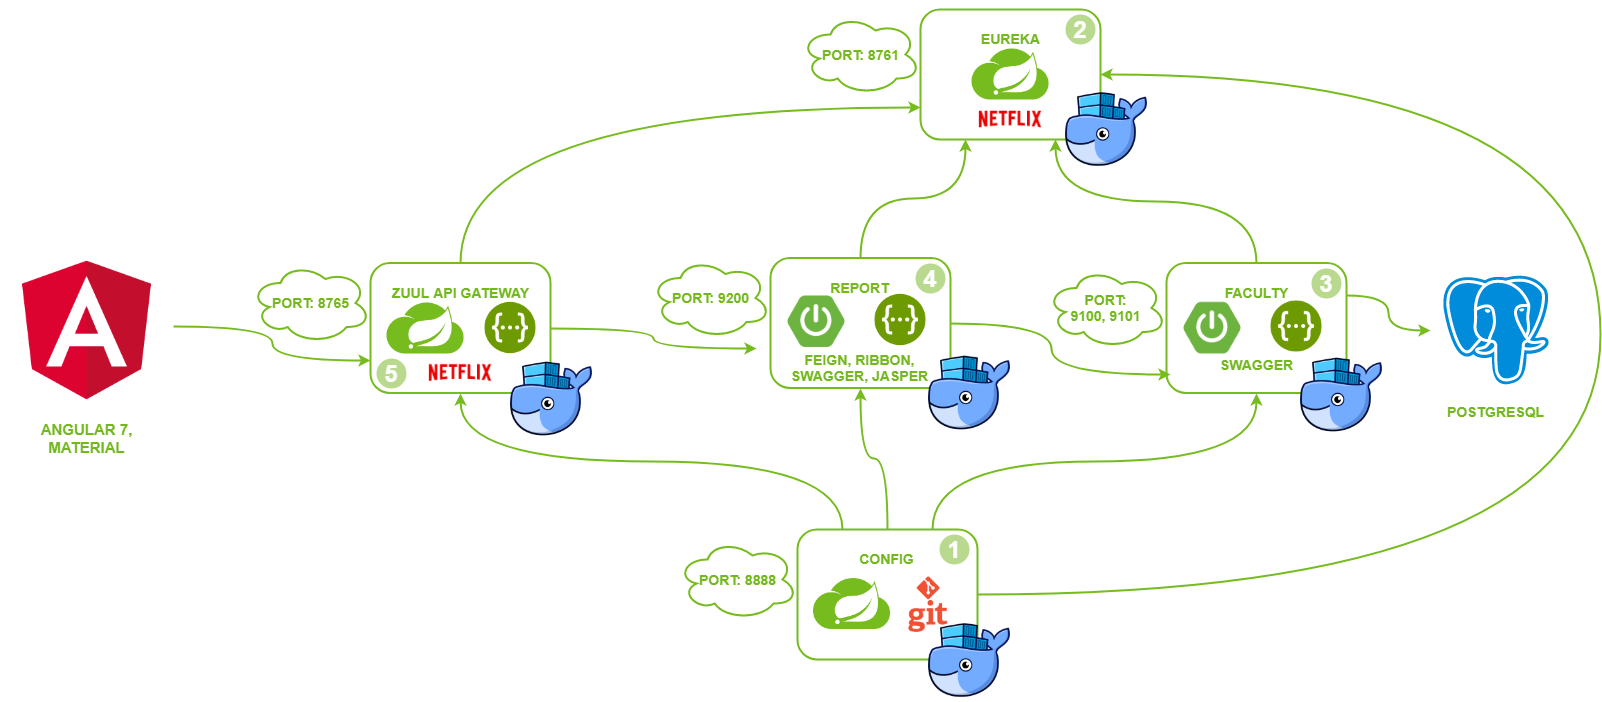 2
EUREKA
PORT: 8761
NETFLIX
PORT: 8765
ZUUL API GATEWAY
{···}
5
NETFLIX
PORT: 9200
4
REPORT
{···}
FEIGN, RIBBON,
SWAGGER, JASPER
PORT:
9100, 9101
3
FACULTY
{···}
SWAGGER
A
ANGULAR 7,
MATERIAL
POSTGRESQL
1
CONFIG
PORT: 8888
git